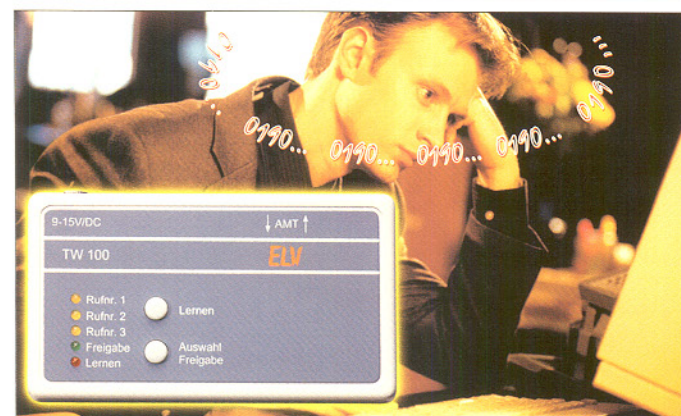 0190...
0190...
0190...
0190...
0190...
0190...
9-15V/DC
↓ AMT ↑
TW 100
ELV
Rufnr. 1
Rufnr. 2
Rufnr. 3
Freigabe
Lernen
Lernen
Auswahl
Freigabe